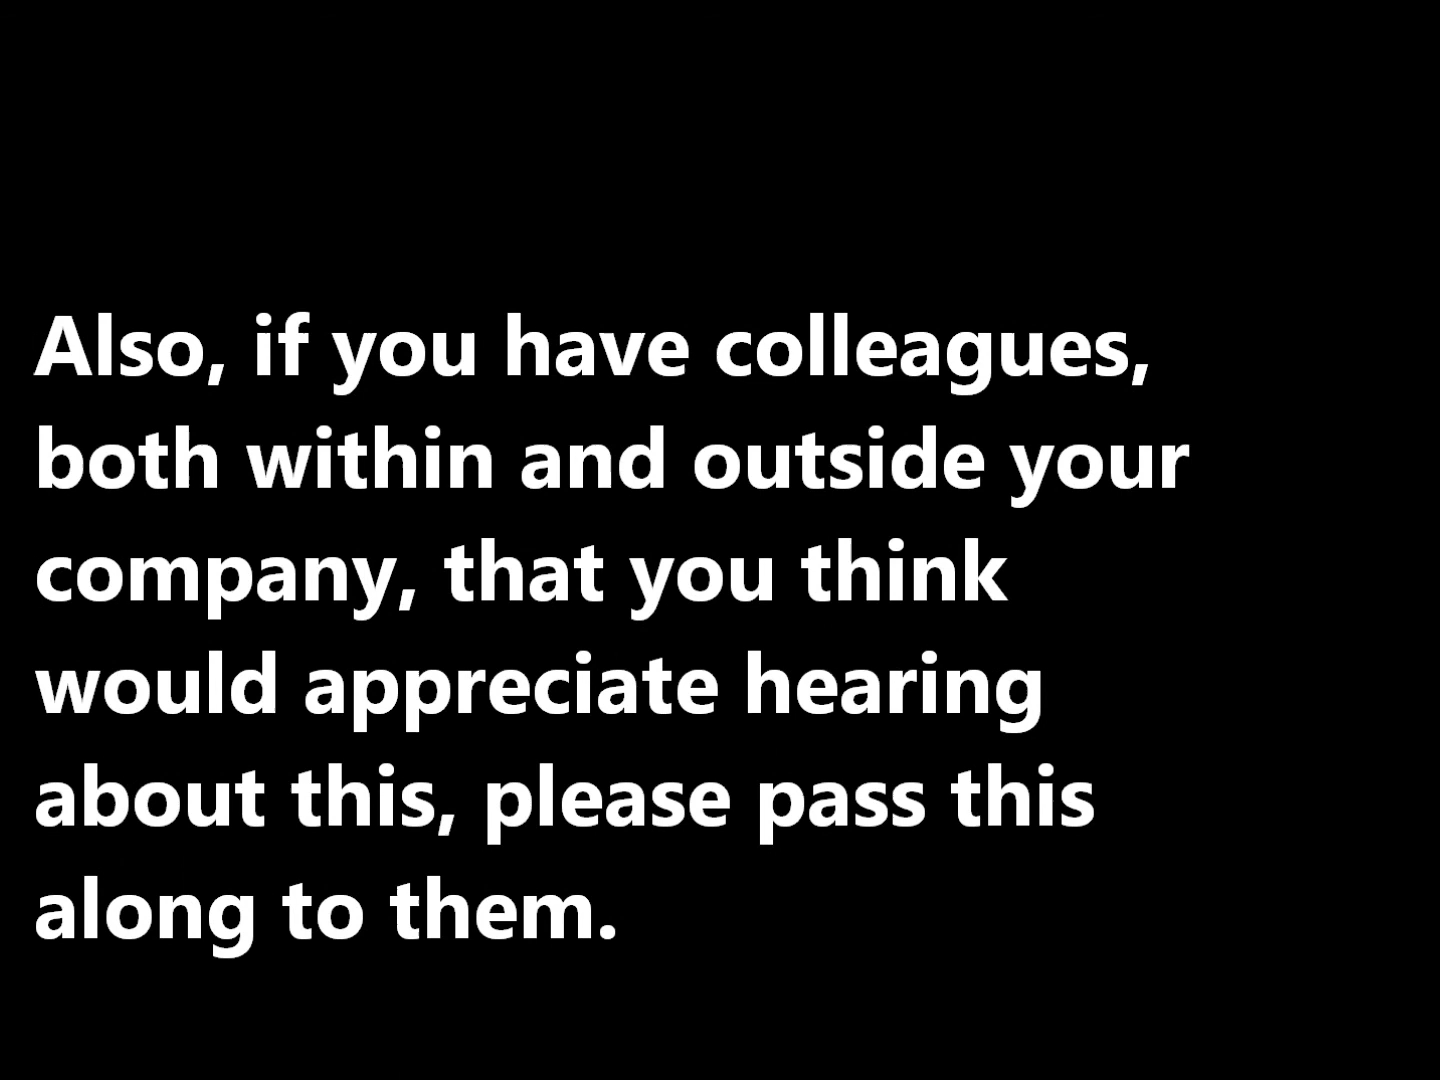 Also, if you have colleagues,
both within and outside your
company, that you think
would appreciate hearing
about this, please pass this
along to them.